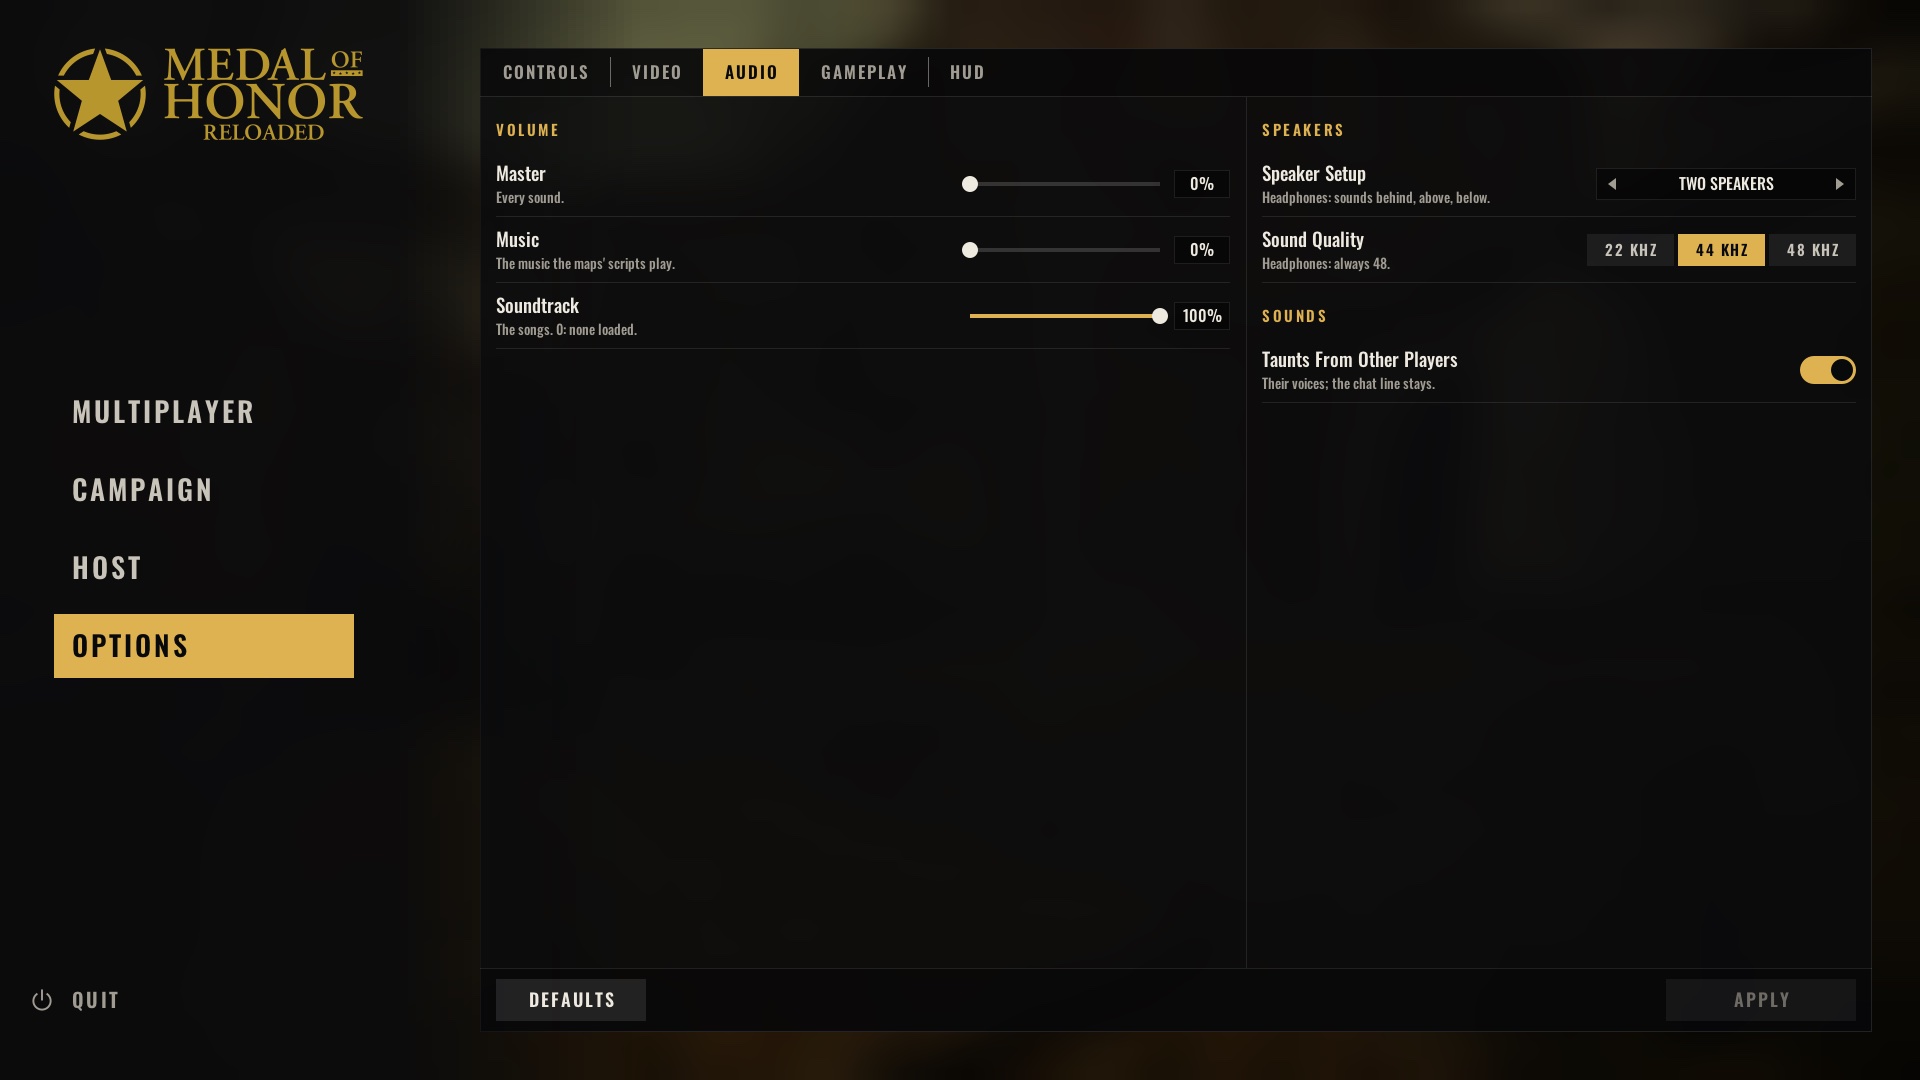 MEDAL OF
HONOR
RELOADED
MULTIPLAYER
CAMPAIGN
HOST
OPTIONS
QUIT
CONTROLS
VIDEO
AUDIO
GAMEPLAY
HUD
VOLUME
Master
Every sound.
0%
Music
The music the maps' scripts play.
0%
Soundtrack
The songs. 0: none loaded.
100%
SPEAKERS
Speaker Setup
Headphones: sounds behind, above, below.
TWO SPEAKERS
Sound Quality
Headphones: always 48.
22 KHZ
44 KHZ
48 KHZ
SOUNDS
Taunts From Other Players
Their voices; the chat line stays.
DEFAULTS
APPLY